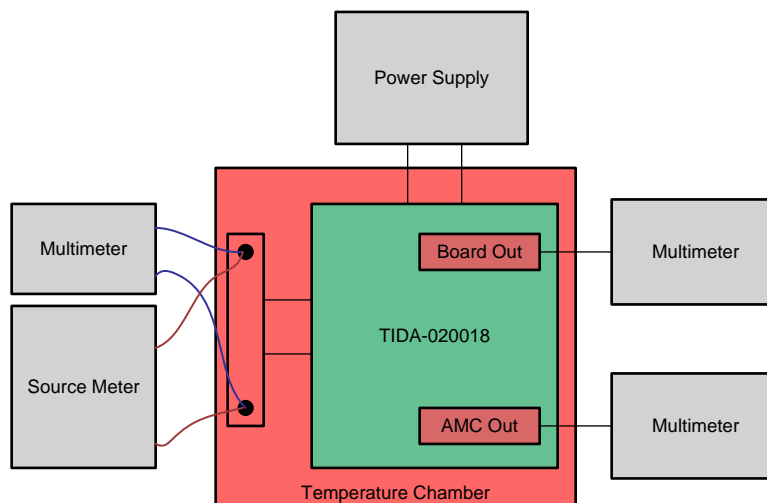 Power Supply
Multimeter
Board Out
Multimeter
TIDA-020018
Source Meter
AMC Out
Multimeter
Temperature Chamber